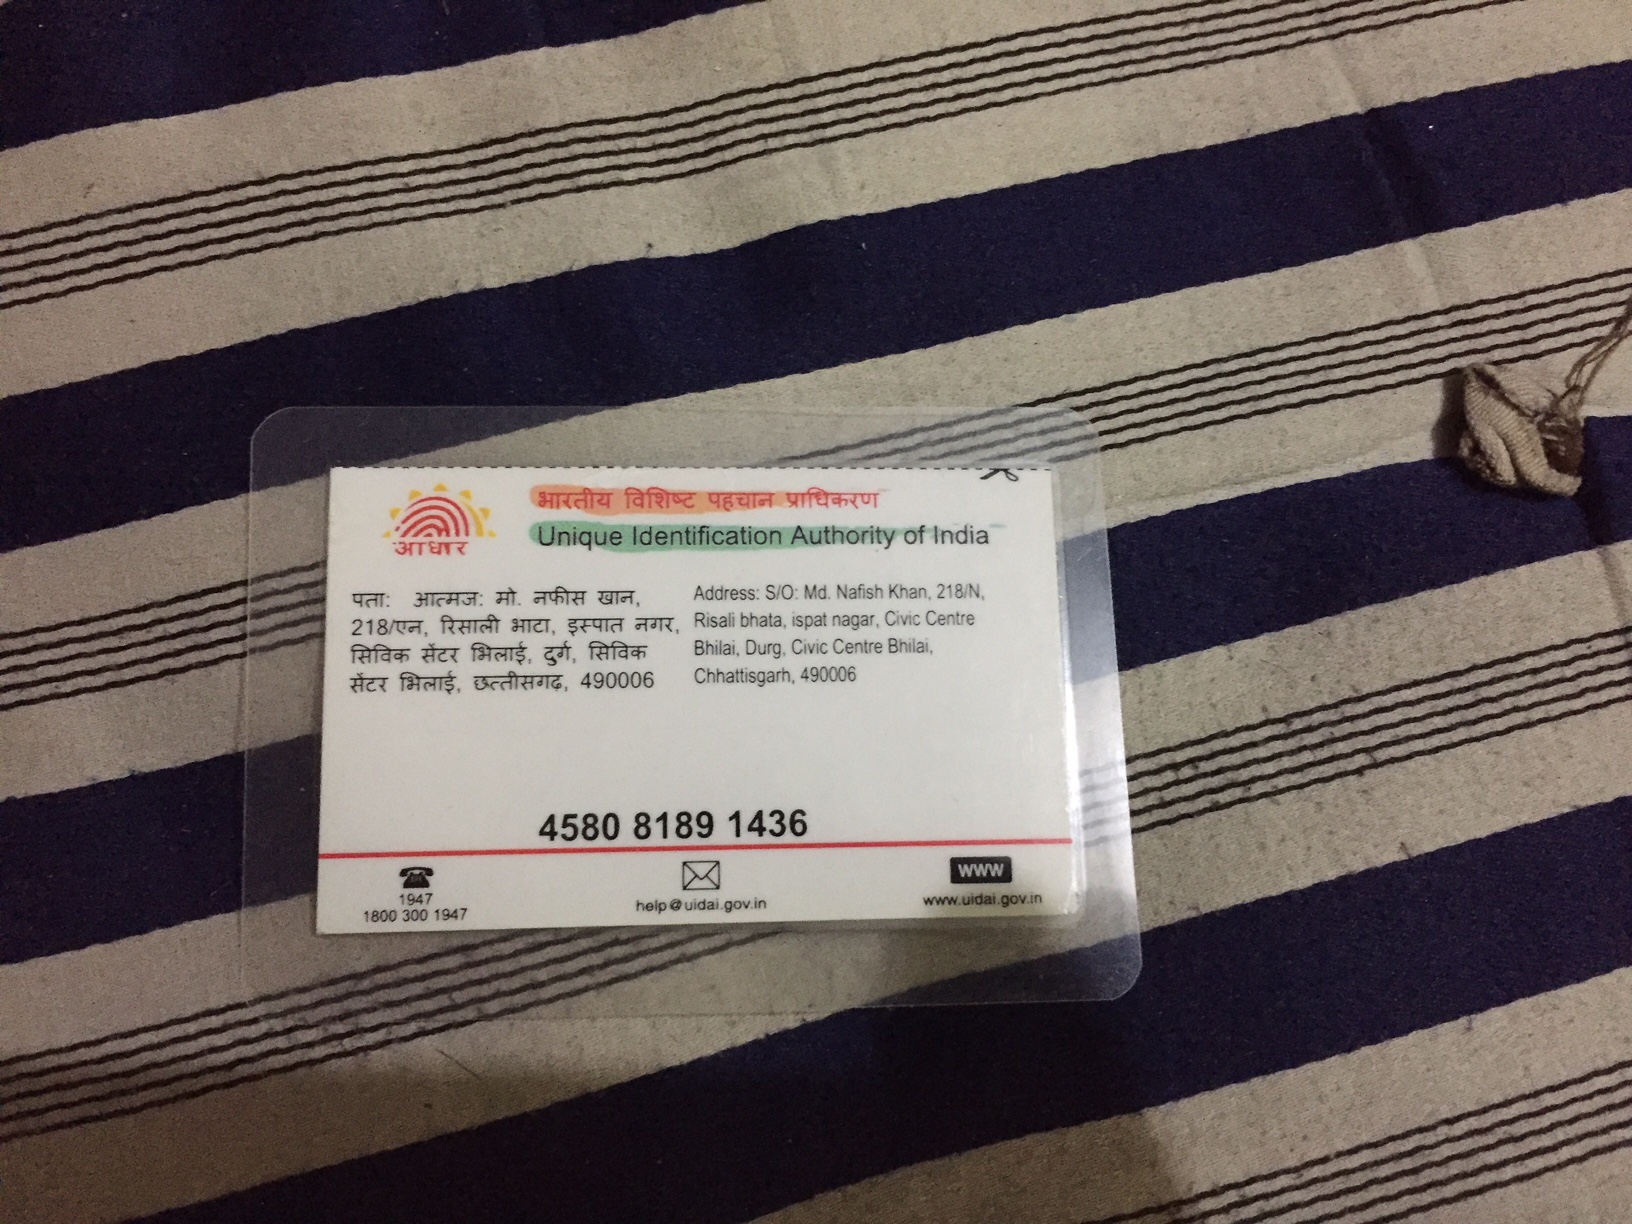 भारतीय विशिष्ट पहचान प्राधिकरण
Unique Identification Authority of India
आधार
पता: आत्मज: मो. नफीस खान,
218/एन, रिसाली भाटा, इस्पात नगर,
सिविक सेंटर भिलाई, दुर्ग, सिविक
सेंटर भिलाई, छत्तीसगढ, 490006
Address: S/O: Md. Nafish Khan, 218/N,
Risali bhata, ispat nagar, Civic Centre
Bhilai, Durg, Civic Centre Bhilai,
Chhattisgarh, 490006
4580 8189 1436
1947
1800 300 1947
help@uidai.gov.in
www
www.uidai.gov.in